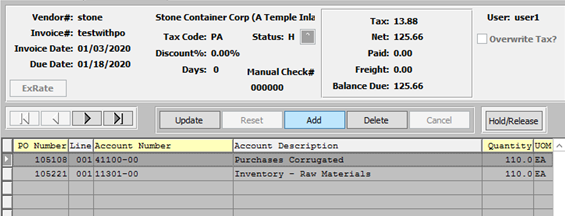 Vendor#: stone
Invoice#: testwithpo
Invoice Date: 01/03/2020
Due Date: 01/18/2020
ExRate
Stone Container Corp (A Temple Inla
Tax Code: PA Status: H
Discount%: 0.00%
Days: 0 Manual Check#
000000
Tax: 13.88
Net: 125.66
Paid: 0.00
Freight: 0.00
Balance Due: 125.66
User: user1
Overwrite Tax?
Update Reset Add Delete Cancel Hold/Release
PO Number Line Account Number Account Description Quantity UOM
105108 001 41100-00 Purchases Corrugated 110.0 EA
105221 001 11301-00 Inventory - Raw Materials 110.0 EA